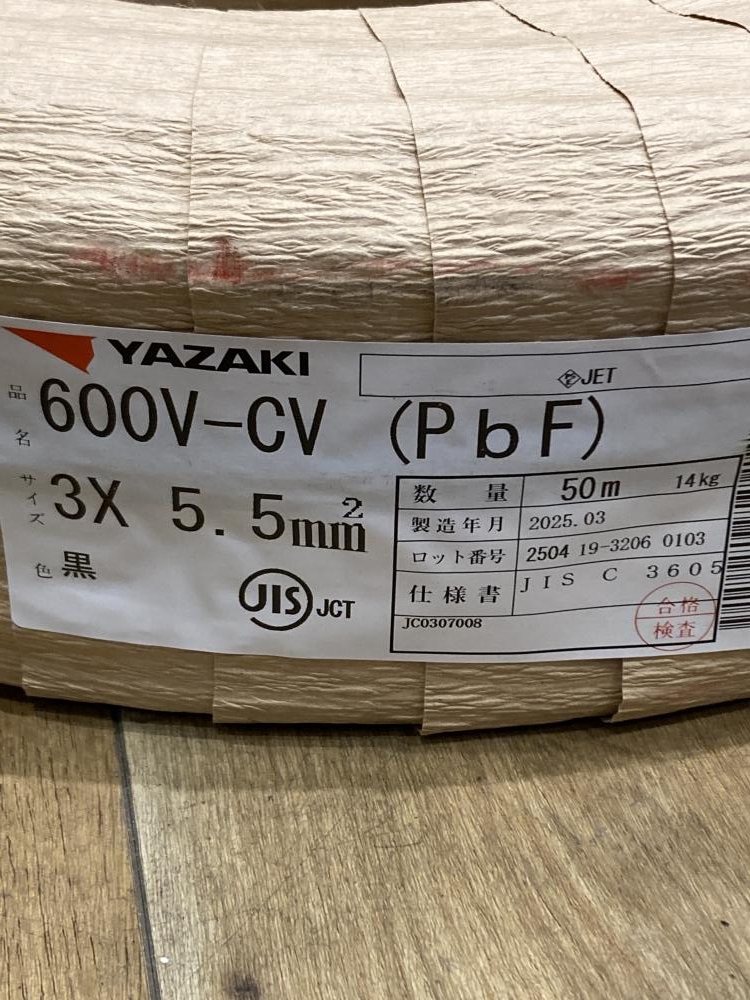 YAZAKI
JET
品名 600V-CV (PbF)
サイズ 3X 5.5mm²
色 黒
JIS JCT
数量 50m 14kg
製造年月 2025.03
ロット番号 2504 19-3206 0103
仕様書 JIS C 3605
JC0307008
合格
検査